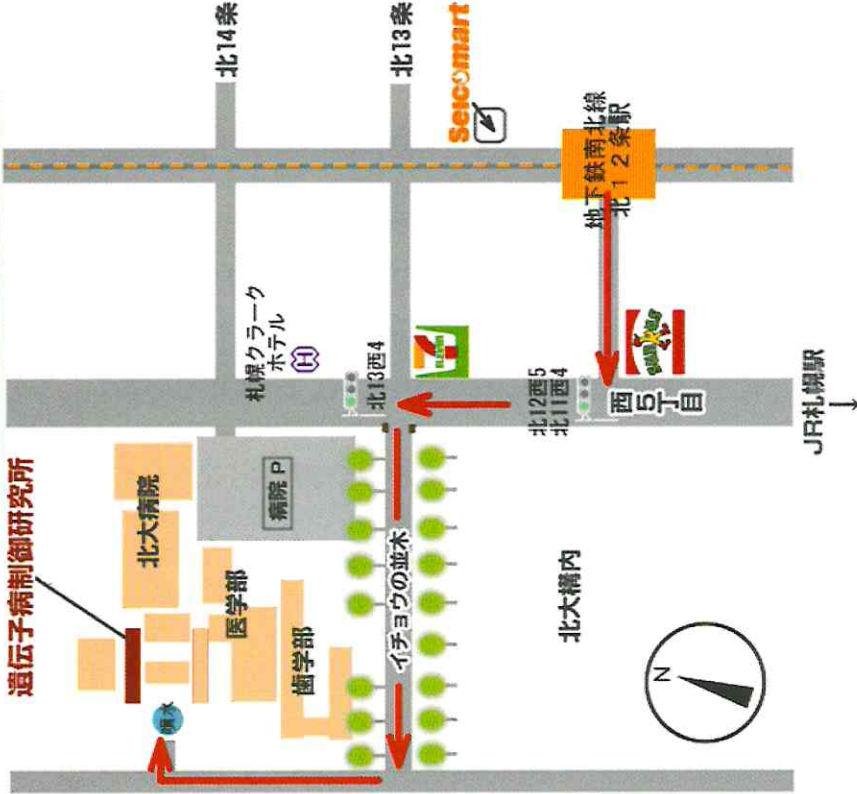 遺伝子病制御研究所
北大病院
病院 P
医学部
歯学部
噴水
イチョウの並木
北大構内
札幌クラーク
ホテル
H
北13西4
北14条
北13条
Seicomart
7
ELEVEN
地下鉄南北線
北12条駅
北12西5
北11西4
西5丁目
JR札幌駅
N